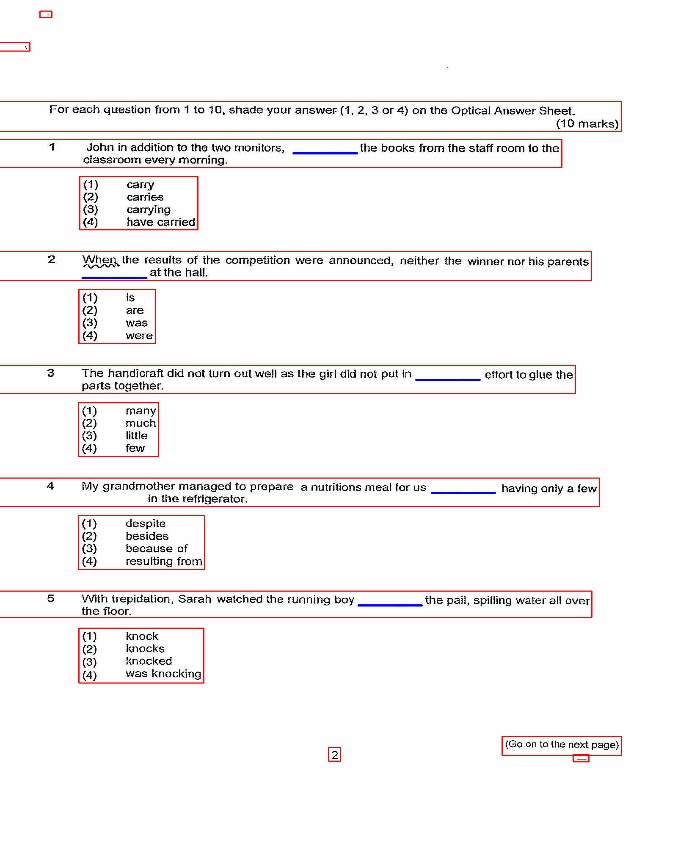 For each question from 1 to 10, shade your answer (1, 2, 3 or 4) on the Optical Answer Sheet.
(10 marks)
1 John in addition to the two monitors, ________ the books from the staff room to the
classroom every morning.
(1) carry
(2) carries
(3) carrying
(4) have carried
2 When the results of the competition were announced, neither the winner nor his parents
________ at the hall.
(1) is
(2) are
(3) was
(4) were
3 The handicraft did not turn out well as the girl did not put in ________ effort to glue the
parts together.
(1) many
(2) much
(3) little
(4) few
4 My grandmother managed to prepare a nutritions meal for us ________ having only a few
in the refrigerator.
(1) despite
(2) besides
(3) because of
(4) resulting from
5 With trepidation, Sarah watched the running boy ________ the pail, spilling water all over
the floor.
(1) knock
(2) knocks
(3) knocked
(4) was knocking
(Go on to the next page)
2